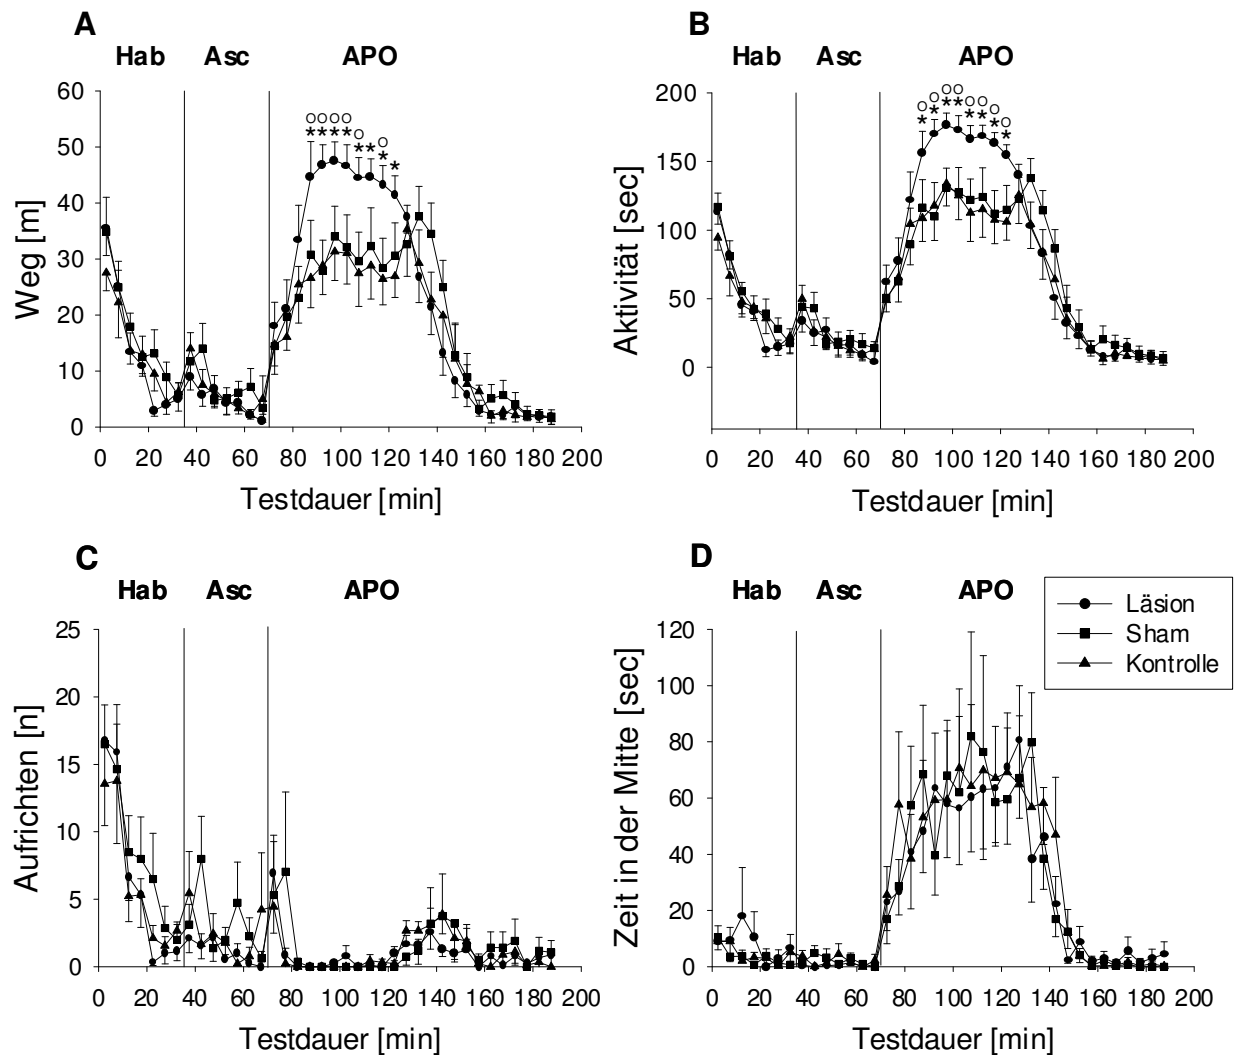 A
Hab Asc APO
60
50
40
30
20
10
0
Weg [m]
oooo
****
o
**
o
*
*
0 20 40 60 80 100 120 140 160 180 200
Testdauer [min]
B
Hab Asc APO
200
150
100
50
0
Aktivität [sec]
o
*
o
*
oo
**
oo
**
o
*
o
*
0 20 40 60 80 100 120 140 160 180 200
Testdauer [min]
C
Hab Asc APO
25
20
15
10
5
0
Aufrichten [n]
0 20 40 60 80 100 120 140 160 180 200
Testdauer [min]
D
Hab Asc APO
Läsion
Sham
Kontrolle
120
100
80
60
40
20
0
Zeit in der Mitte [sec]
0 20 40 60 80 100 120 140 160 180 200
Testdauer [min]